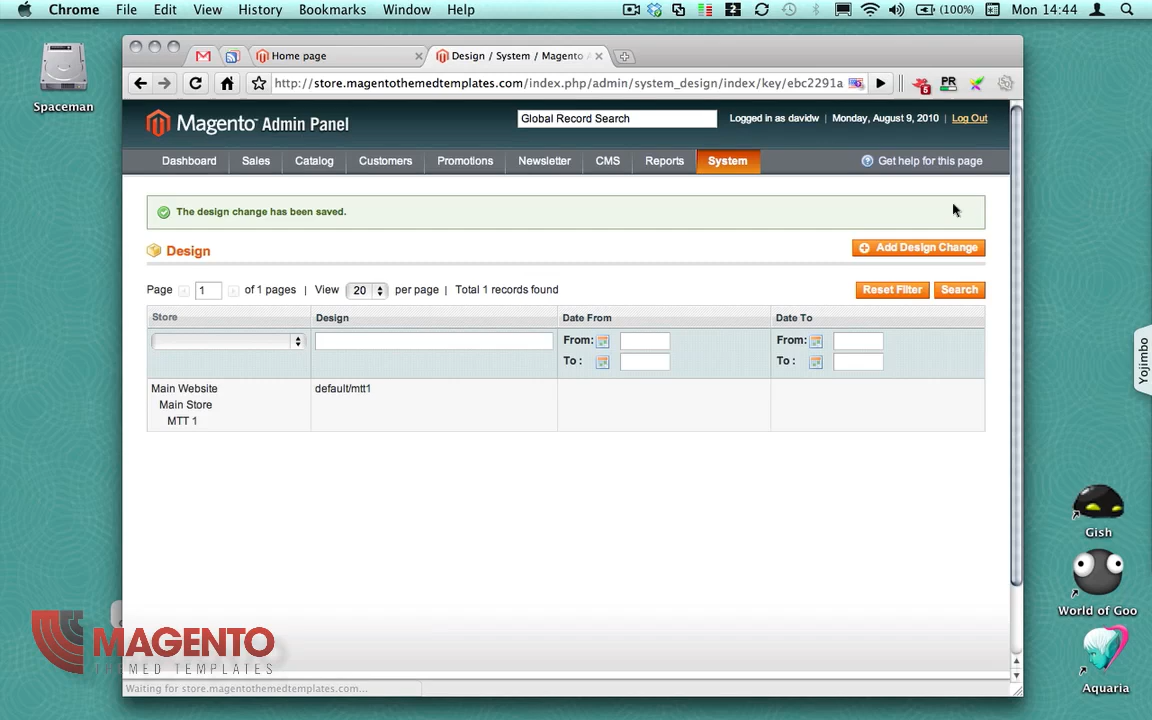 Chrome File Edit View History Bookmarks Window Help 2 (100%) Mon 14:44
Spaceman
Home page
Design / System / Magento A
http://store.magentothemedtemplates.com/index.php/admin/system_design/index/key/ebc2291a
5 PR
Magento Admin Panel
Global Record Search
Logged in as davidw | Monday, August 9, 2010 | Log Out
Dashboard Sales Catalog Customers Promotions Newsletter CMS Reports System
Get help for this page
The design change has been saved.
Design
Add Design Change
Page 1 of 1 pages | View 20 per page | Total 1 records found
Reset Filter Search
Store Design Date From Date To
From: From:
To : To :
Main Website default/mtt1
Main Store
MTT 1
Yojimbo
Gish
World of Goo
Aquaria
MAGENTO
THEMED TEMPLATES
Waiting for store.magentothemedtemplates.com...